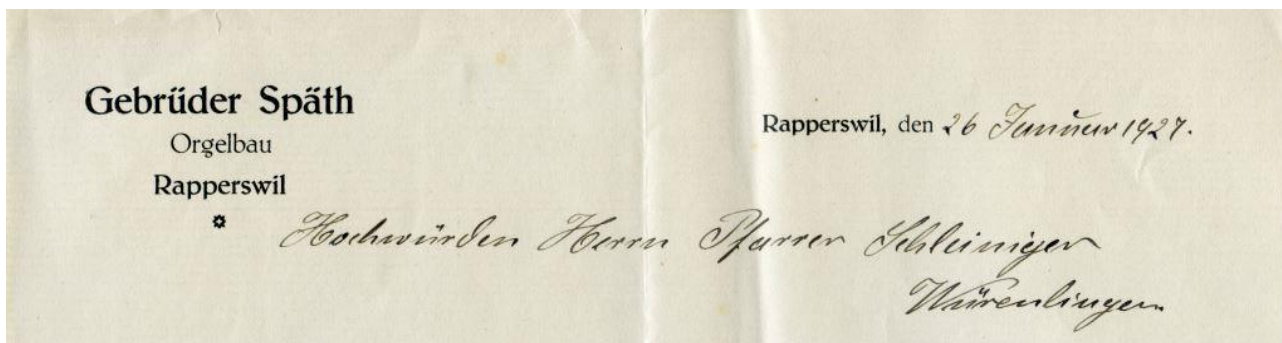 Gebrüder Späth
Orgelbau
Rapperswil
Rapperswil, den 26 Januar 1927.
Hochwürden Herrn Pfarrer Schleiniger
Würenlingen